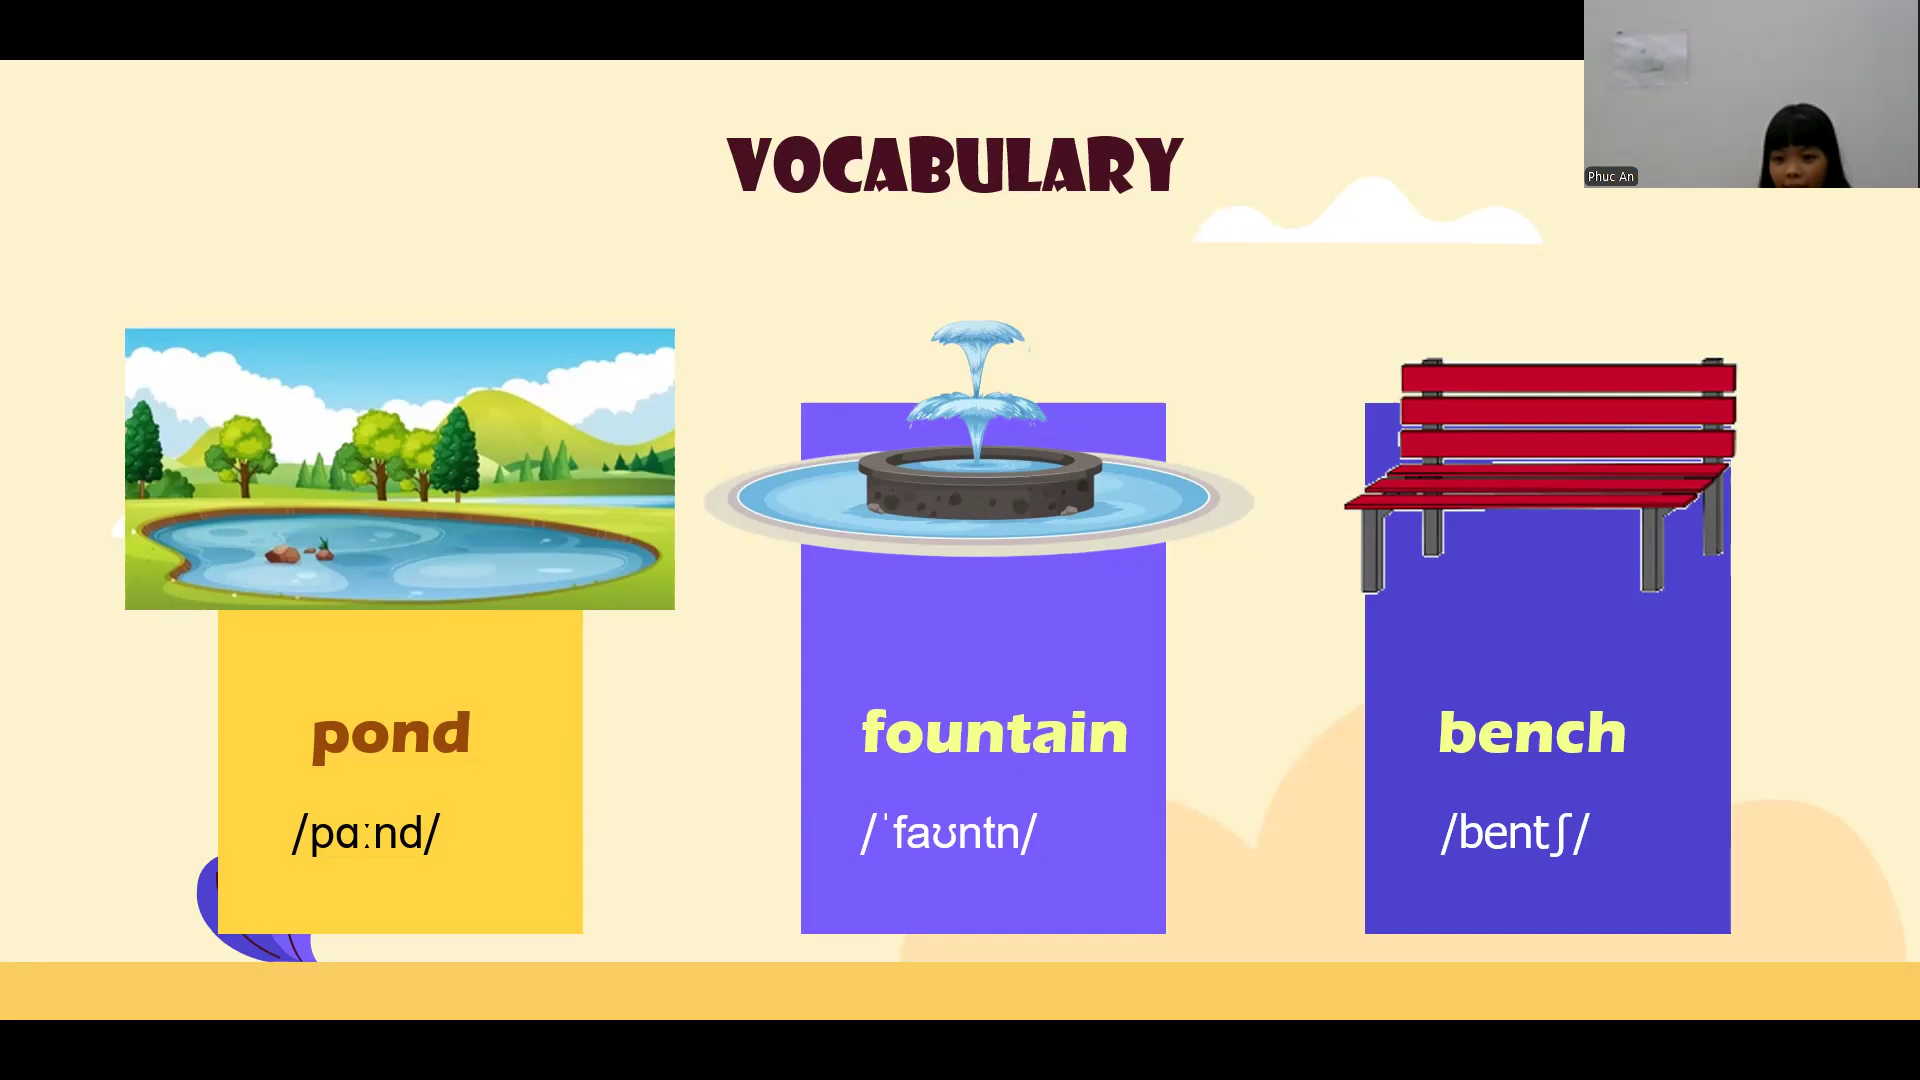 VOCABULARY
Phuc An
pond
/pɑːnd/
fountain
/ˈfaʊntn/
bench
/bentʃ/